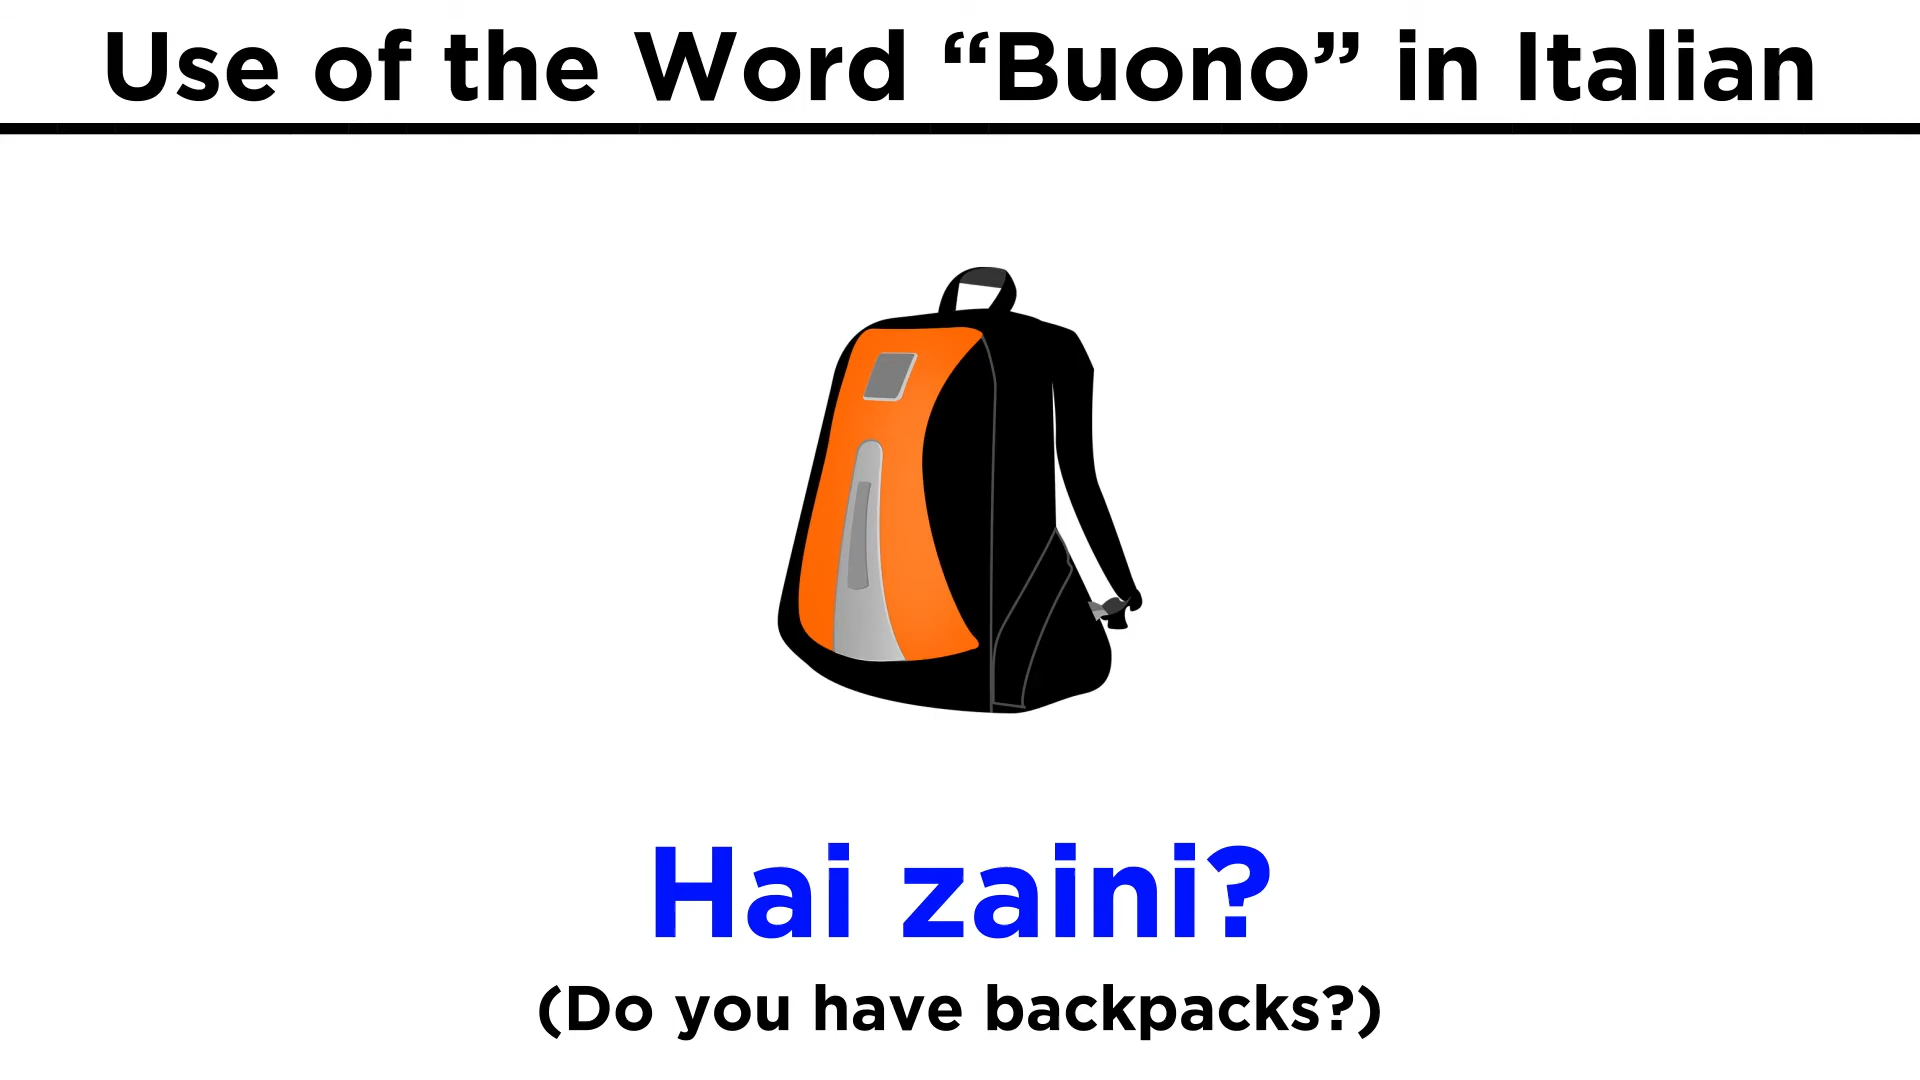 Use of the Word “Buono” in Italian
Hai zaini?
(Do you have backpacks?)